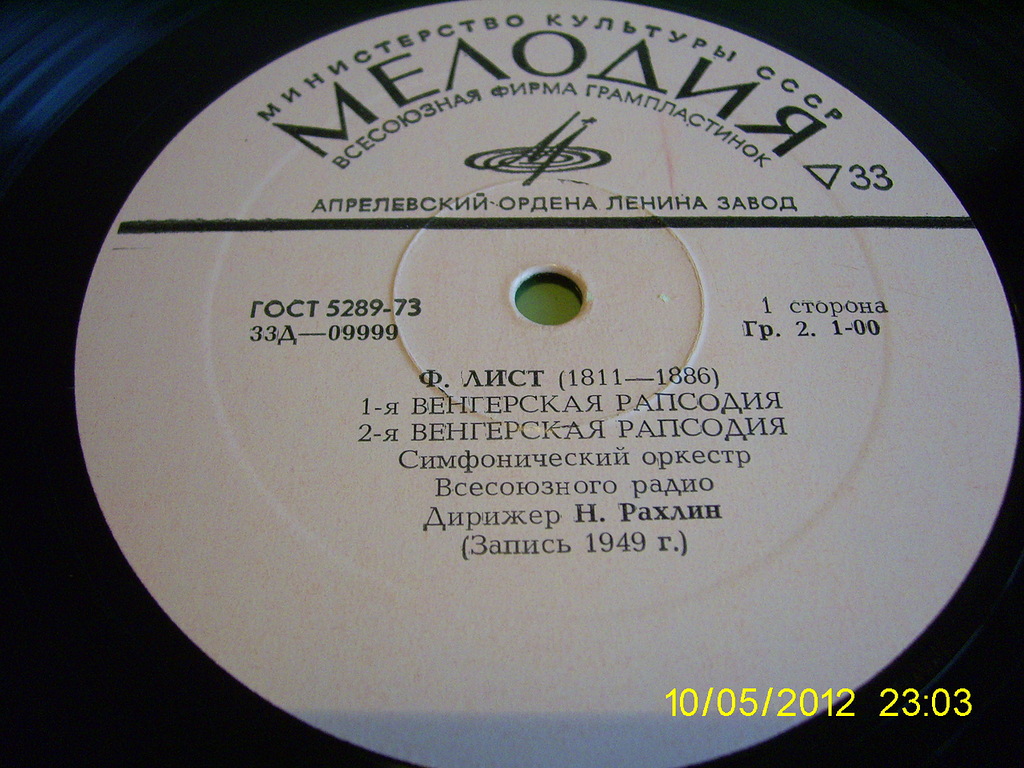 МИНИСТЕРСТВО КУЛЬТУРЫ СССР
МЕЛОДИЯ
ВСЕСОЮЗНАЯ ФИРМА ГРАМПЛАСТИНОК
33
АПРЕЛЕВСКИЙ ОРДЕНА ЛЕНИНА ЗАВОД
ГОСТ 5289-73
33Д—09999
1 сторона
Гр. 2. 1-00
Ф. ЛИСТ (1811—1886)
1-я ВЕНГЕРСКАЯ РАПСОДИЯ
2-я ВЕНГЕРСКАЯ РАПСОДИЯ
Симфонический оркестр
Всесоюзного радио
Дирижер Н. Рахлин
(Запись 1949 г.)
10/05/2012 23:03